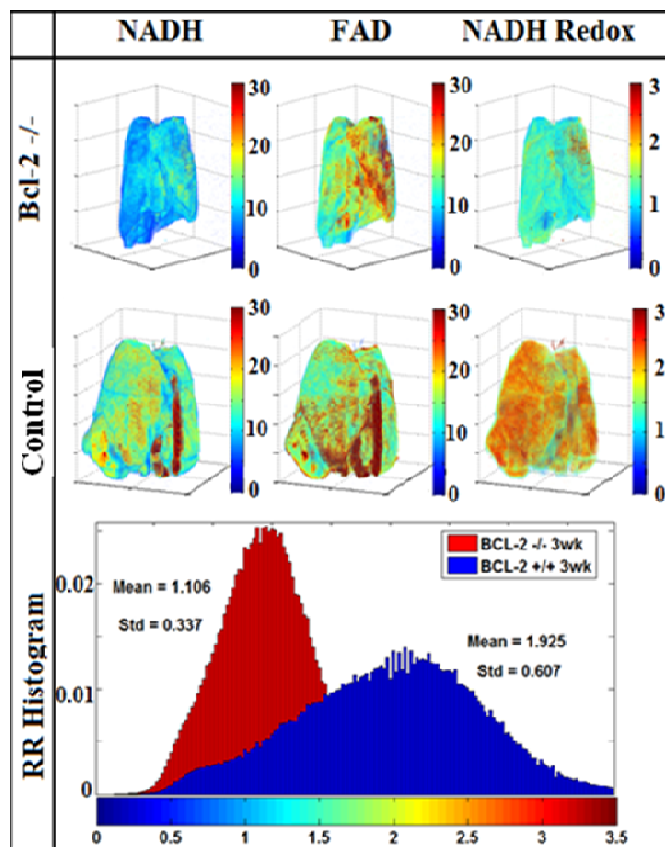 NADH FAD NADH Redox
Bcl-2 -/-
30 30 3
20 20 2
10 10 1
0 0 0
Control
30 30 3
20 20 2
10 10 1
0 0 0
RR Histogram
BCL-2 -/- 3wk
BCL-2 +/+ 3wk
0.02
Mean = 1.106
Std = 0.337
Mean = 1.925
Std = 0.607
0.01
0
0 0.5 1 1.5 2 2.5 3 3.5